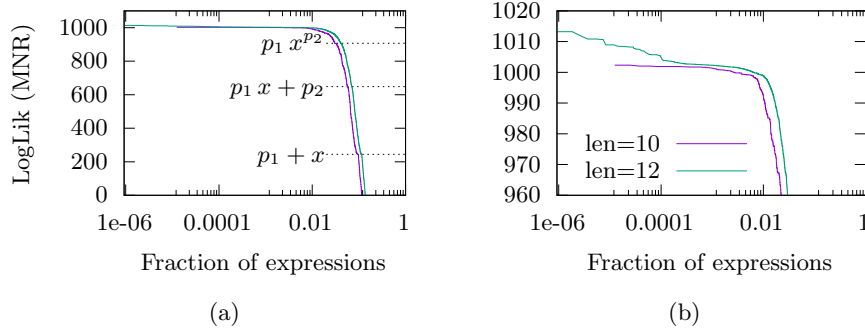 LogLik (MNR)
1000
800
600
400
200
0
p₁ x^{p₂}
p₁ x + p₂
p₁ + x
1e-06
0.0001
0.01
1
Fraction of expressions
(a)
1020
1010
1000
990
980
970
960
len=10
len=12
1e-06
0.0001
0.01
1
Fraction of expressions
(b)